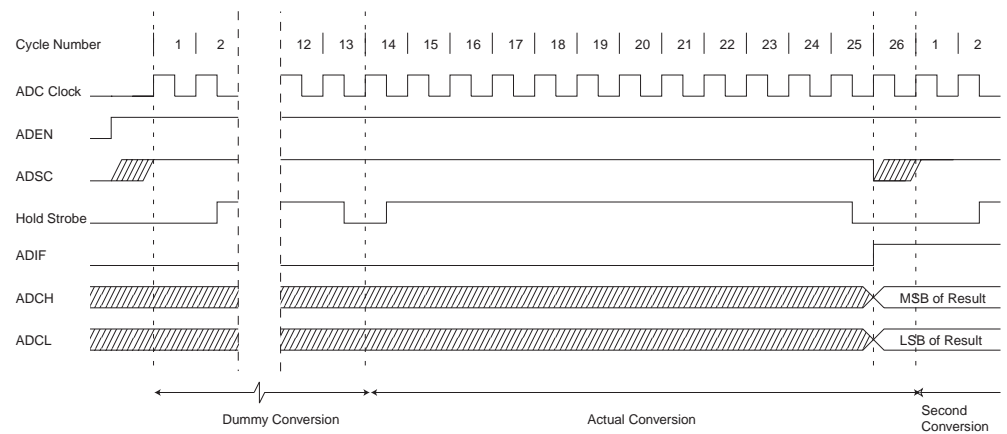 Cycle Number 1 2 12 13 14 15 16 17 18 19 20 21 22 23 24 25 26 1 2
ADC Clock
ADEN
ADSC
Hold Strobe
ADIF
ADCH MSB of Result
ADCL LSB of Result
Dummy Conversion Actual Conversion Second
Conversion